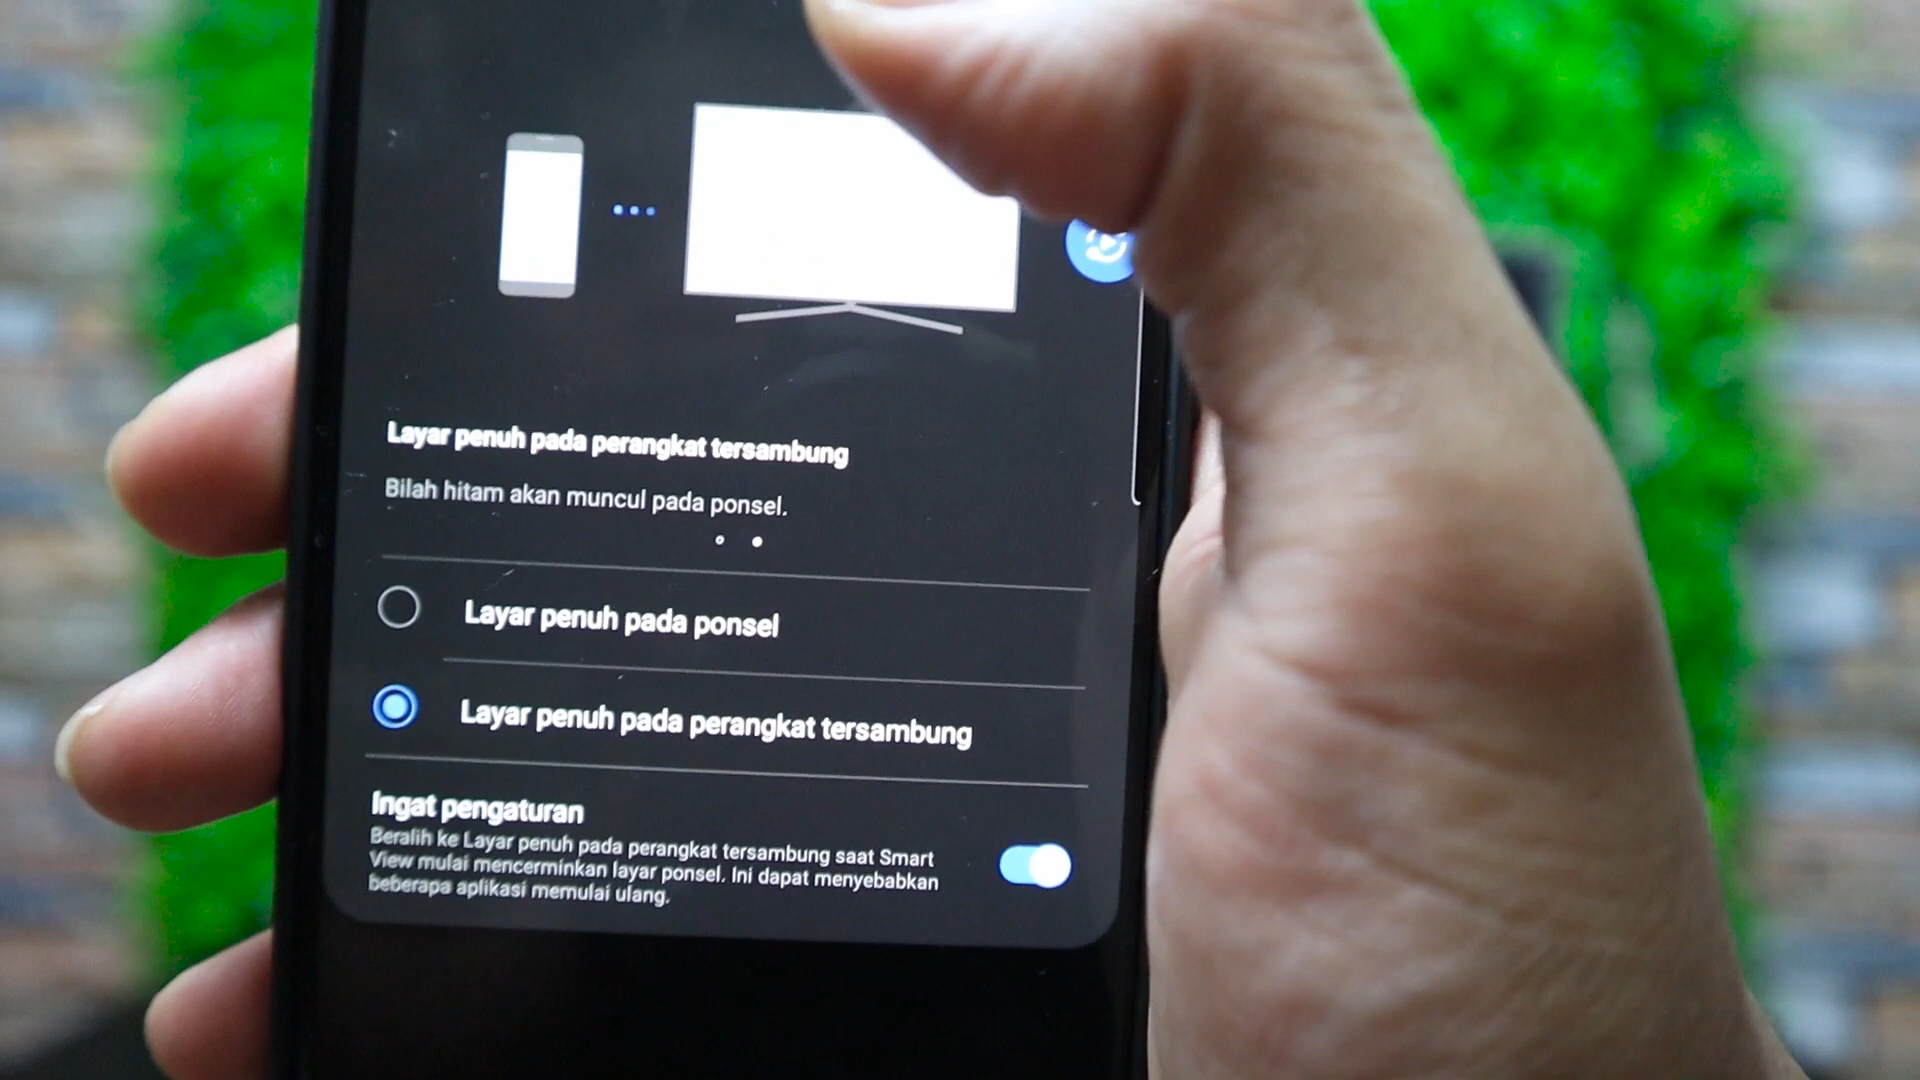 Layar penuh pada perangkat tersambung
Bilah hitam akan muncul pada ponsel.
Layar penuh pada ponsel
Layar penuh pada perangkat tersambung
Ingat pengaturan
Beralih ke Layar penuh pada perangkat tersambung saat Smart
View mulai mencerminkan layar ponsel. Ini dapat menyebabkan
beberapa aplikasi memulai ulang.